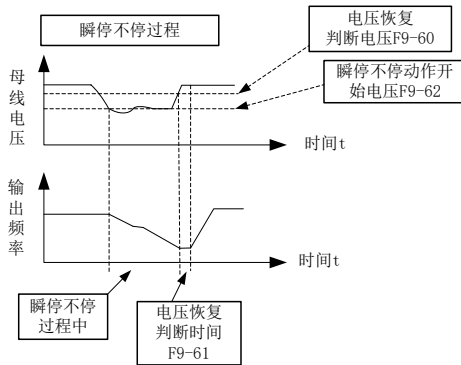 瞬停不停过程
电压恢复
判断电压F9-60
瞬停不停动作开
始电压F9-62
母线电压
时间t
输出频率
时间t
瞬停不停
过程中
电压恢复
判断时间
F9-61